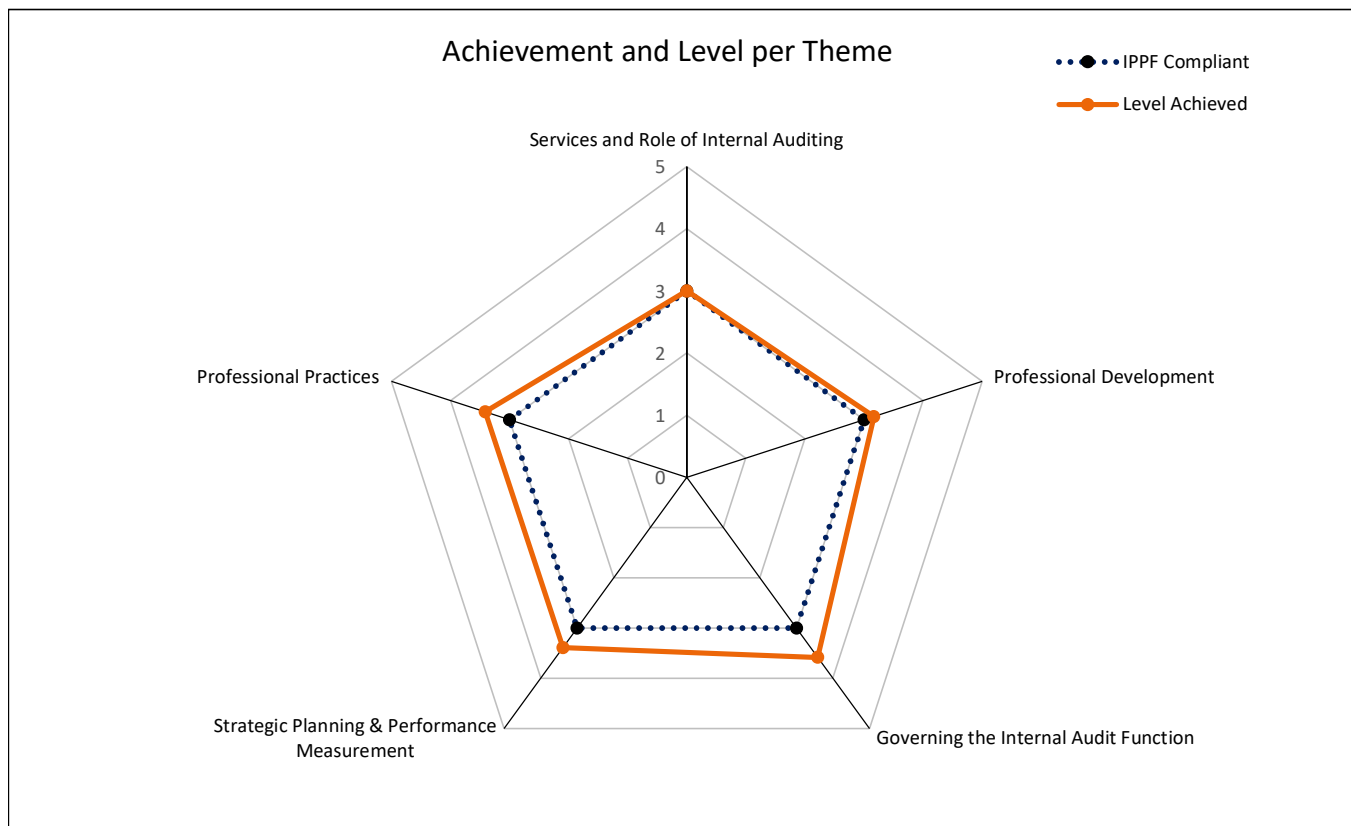 Achievement and Level per Theme
IPPF Compliant
Level Achieved
Services and Role of Internal Auditing
5
4
3
2
1
0
Professional Practices
Professional Development
Strategic Planning & Performance
Measurement
Governing the Internal Audit Function